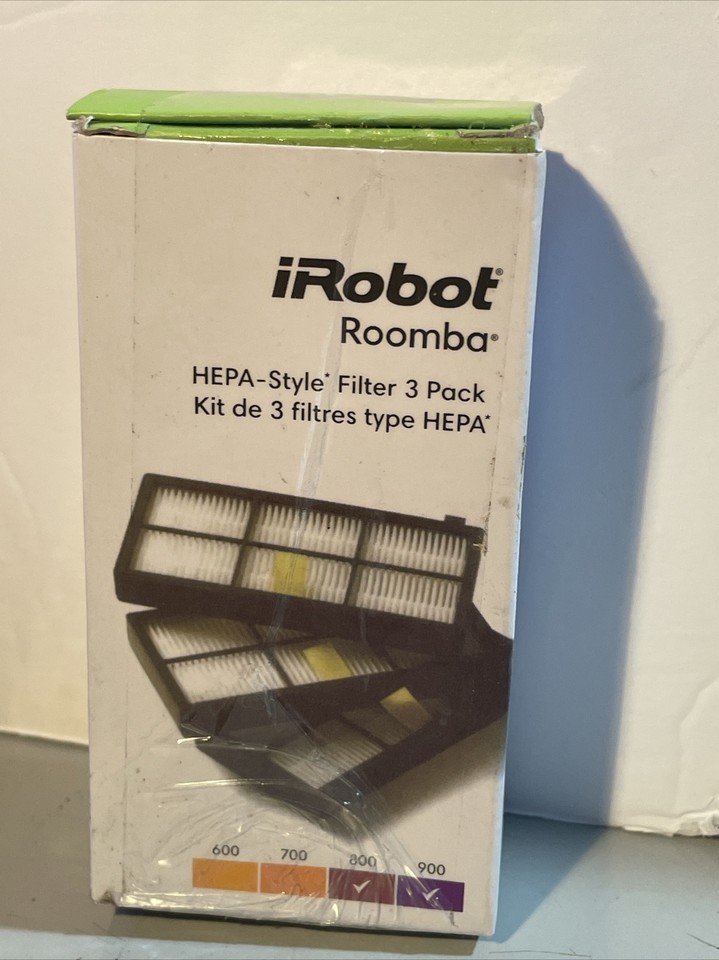 iRobot®
Roomba®
HEPA-Style* Filter 3 Pack
Kit de 3 filtres type HEPA*
600 700 800 900